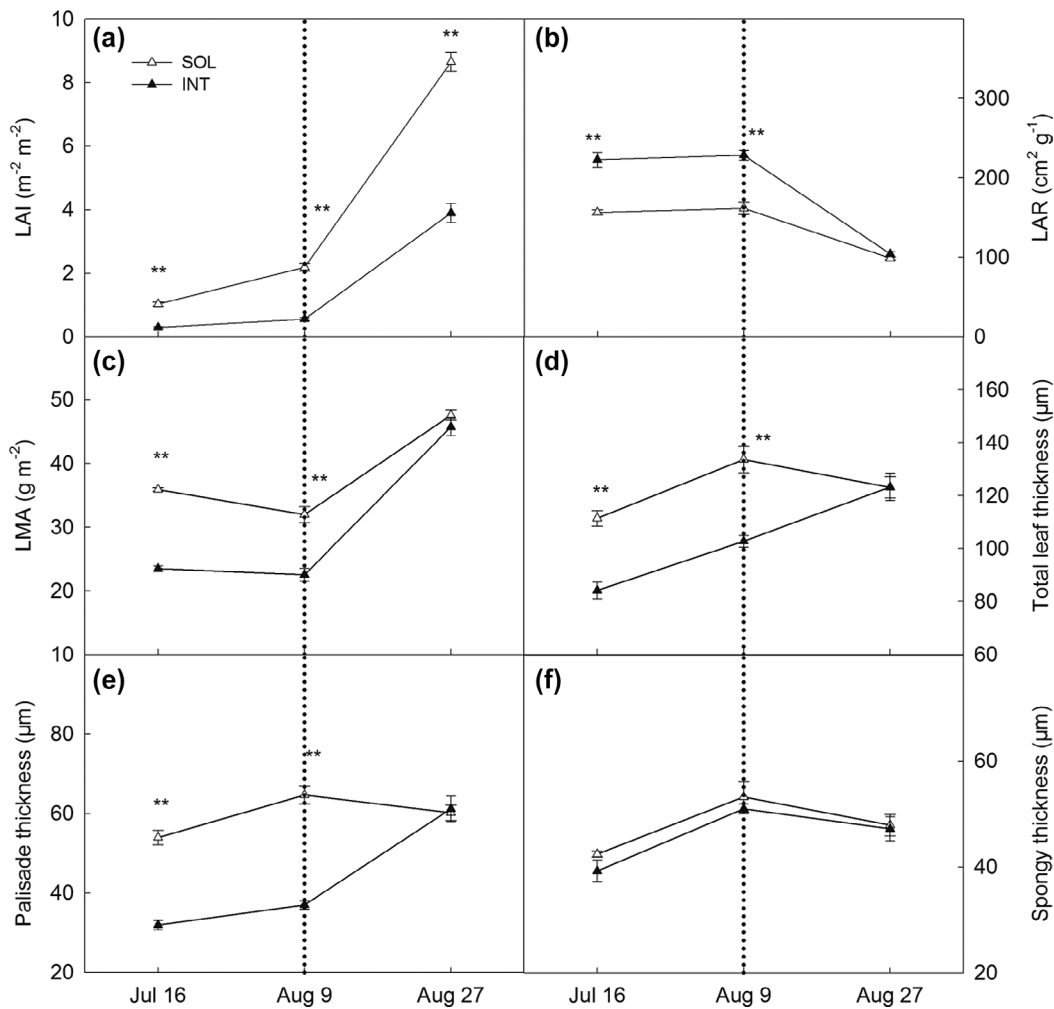 (a)
SOL
INT
**
**
**
LAI (m⁻² m⁻²)
10
8
6
4
2
0
(b)
**
**
LAR (cm² g⁻¹)
300
200
100
0
(c)
**
**
LMA (g m⁻²)
50
40
30
20
10
(d)
**
**
Total leaf thickness (µm)
160
140
120
100
80
60
(e)
**
**
Palisade thickness (µm)
80
60
40
20
Jul 16 Aug 9 Aug 27
(f)
Spongy thickness (µm)
60
40
20
Jul 16 Aug 9 Aug 27